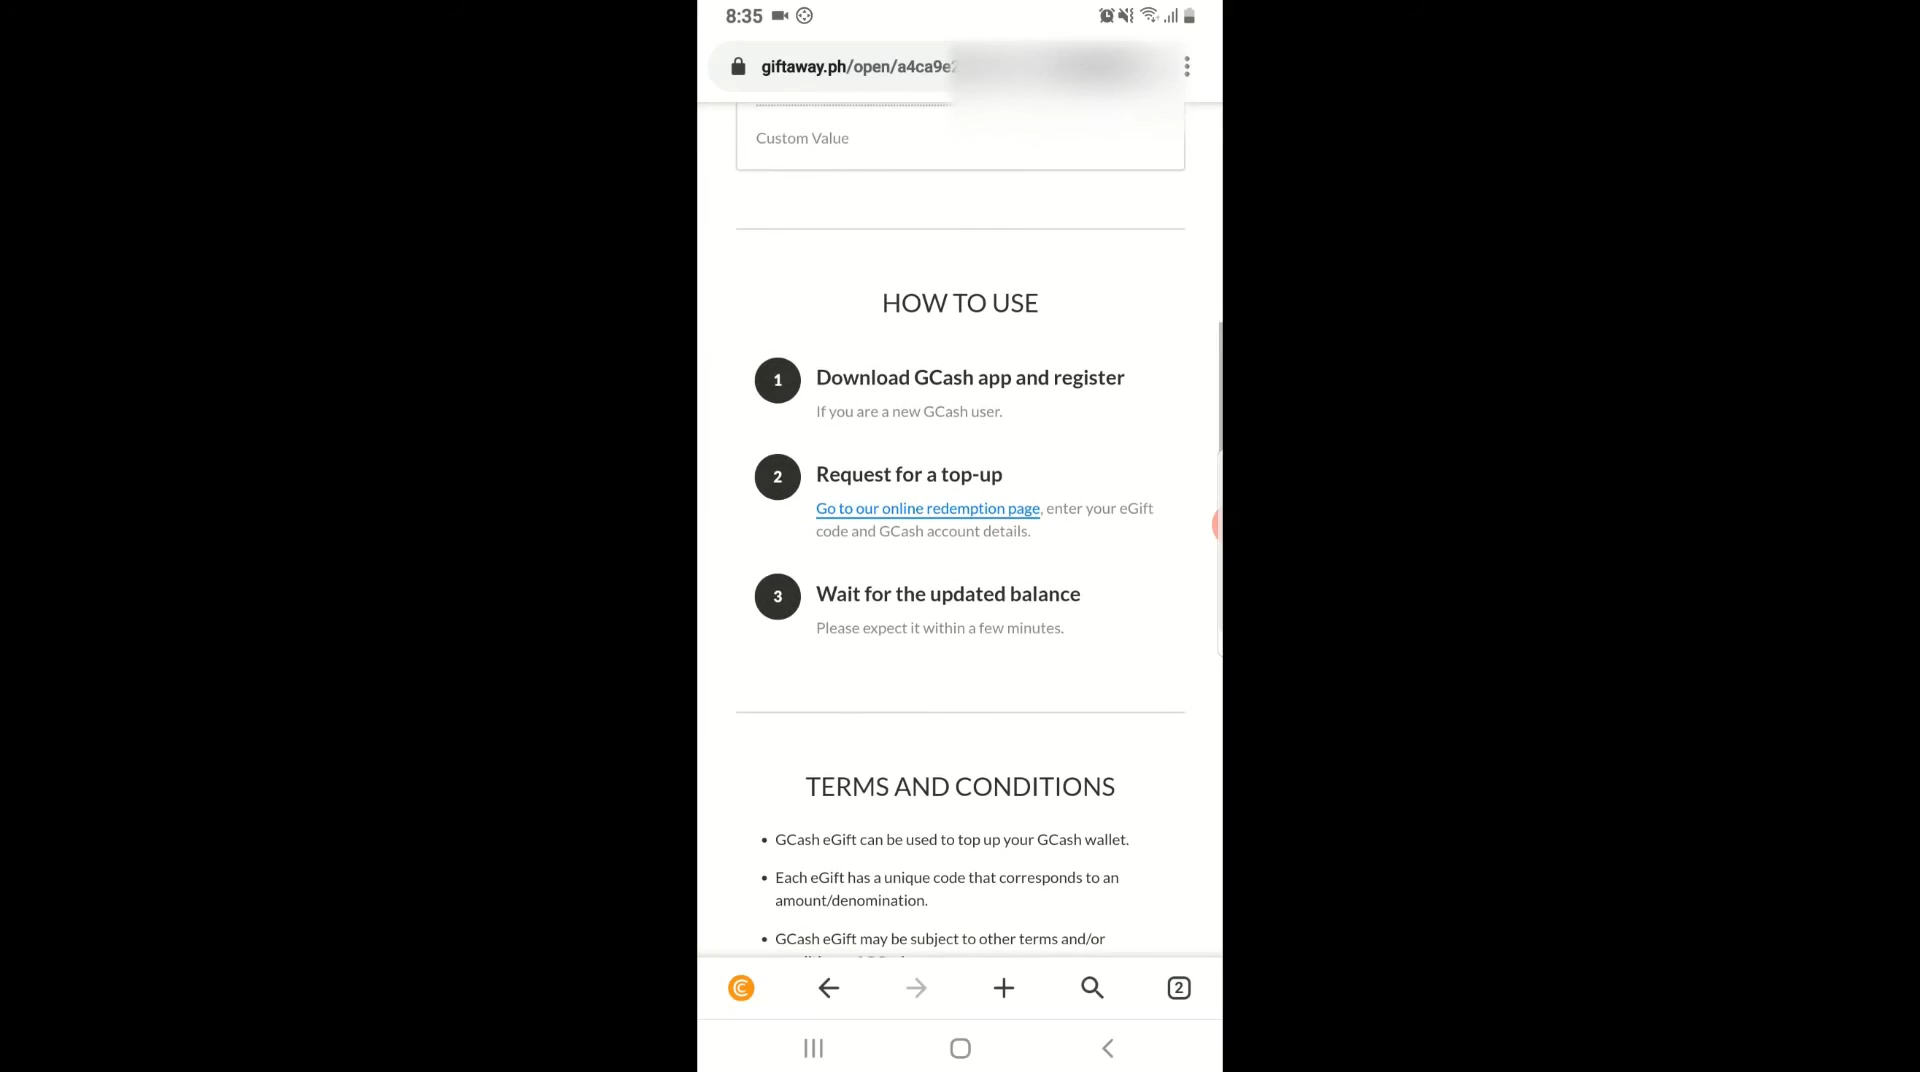 8:35
giftaway.ph/open/a4ca9e
Custom Value
HOW TO USE
1
Download GCash app and register
If you are a new GCash user.
2
Request for a top-up
Go to our online redemption page, enter your eGift
code and GCash account details.
3
Wait for the updated balance
Please expect it within a few minutes.
TERMS AND CONDITIONS
• GCash eGift can be used to top up your GCash wallet.
• Each eGift has a unique code that corresponds to an
amount/denomination.
• GCash eGift may be subject to other terms and/or
2